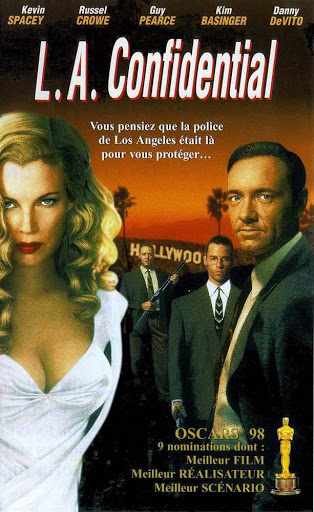 Kevin SPACEY Russel CROWE Guy PEARCE Kim BASINGER Danny DeVITO
L. A. Confidential
Vous pensiez que la police
de Los Angeles était là
pour vous protéger...
HOLLYWOO
OSCARS 98
9 nominations dont :
Meilleur FILM
Meilleur RÉALISATEUR
Meilleur SCÉNARIO